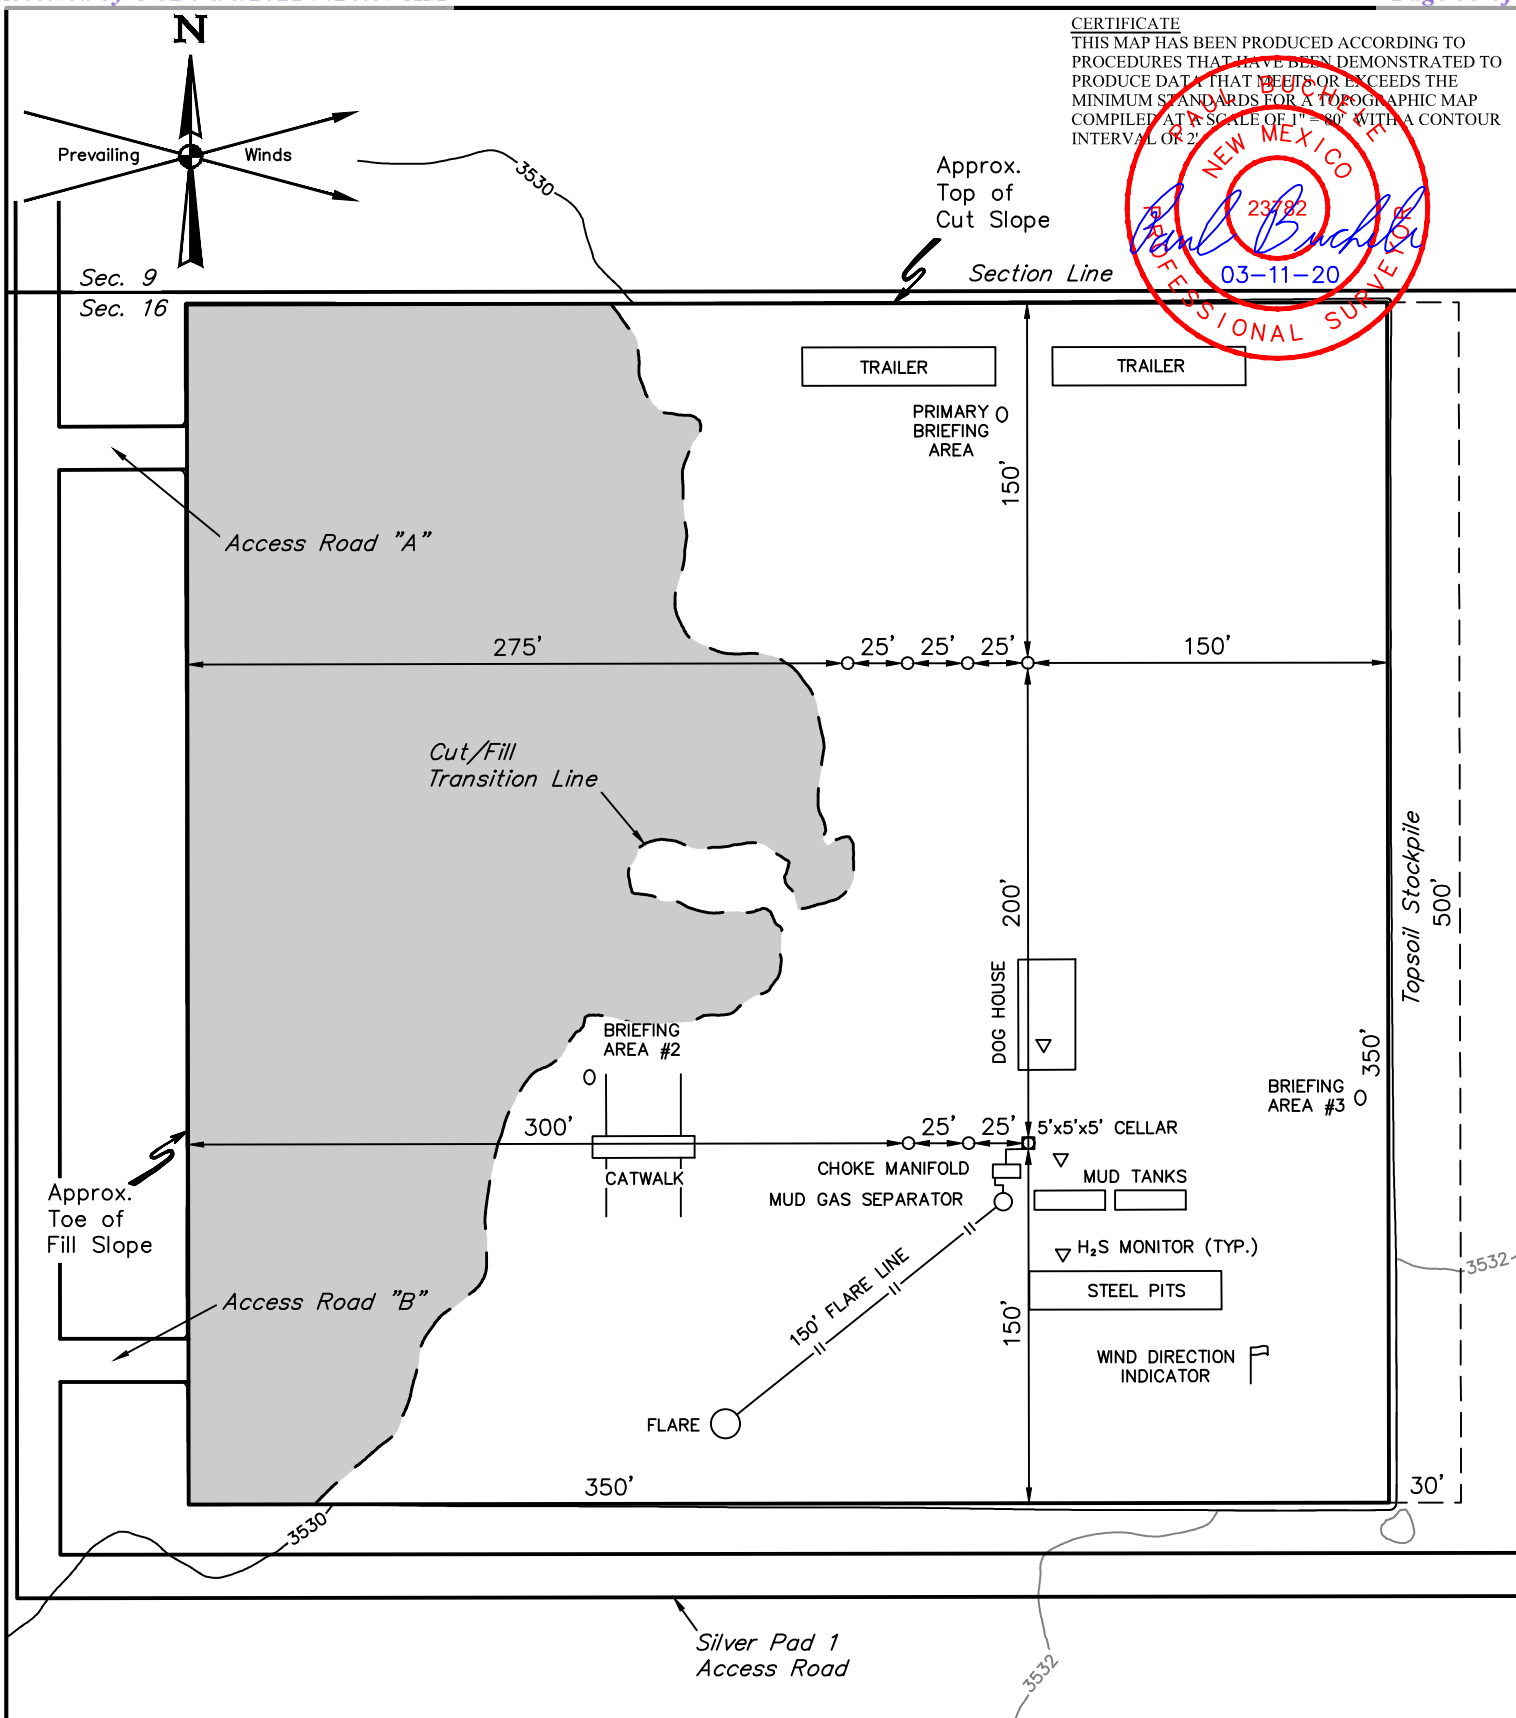 N
Prevailing
Winds
CERTIFICATE
THIS MAP HAS BEEN PRODUCED ACCORDING TO
PROCEDURES THAT HAVE BEEN DEMONSTRATED TO
PRODUCE DATA THAT MEETS OR EXCEEDS THE
MINIMUM STANDARDS FOR A TOPOGRAPHIC MAP
COMPILED AT A SCALE OF 1" = 80' WITH A CONTOUR
INTERVAL OF 2'.
PAUL BUCHELE
NEW MEXICO
23782
Paul Buchele
03-11-20
PROFESSIONAL SURVEYOR
3530
Approx.
Top of
Cut Slope
Section Line
Sec. 9
Sec. 16
TRAILER
TRAILER
PRIMARY
BRIEFING
AREA
150'
Access Road "A"
275'
25'
25'
25'
150'
Cut/Fill
Transition Line
200'
Topsoil Stockpile
500'
DOG HOUSE
BRIEFING
AREA #2
350'
BRIEFING
AREA #3
300'
25'
25'
5'x5'x5' CELLAR
CATWALK
CHOKE MANIFOLD
MUD TANKS
MUD GAS SEPARATOR
Approx.
Toe of
Fill Slope
H₂S MONITOR (TYP.)
3532
STEEL PITS
150' FLARE LINE
150'
Access Road "B"
WIND DIRECTION
INDICATOR
FLARE
350'
30'
3530
Silver Pad 1
Access Road
3532